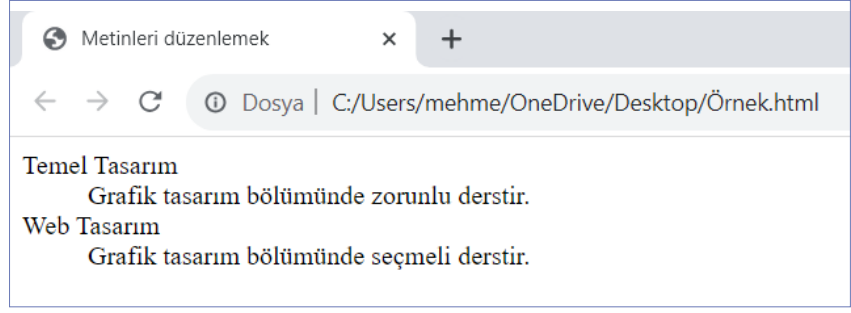 Metinleri düzenlemek
Dosya | C:/Users/mehme/OneDrive/Desktop/Örnek.html
Temel Tasarım
Grafik tasarım bölümünde zorunlu derstir.
Web Tasarım
Grafik tasarım bölümünde seçmeli derstir.